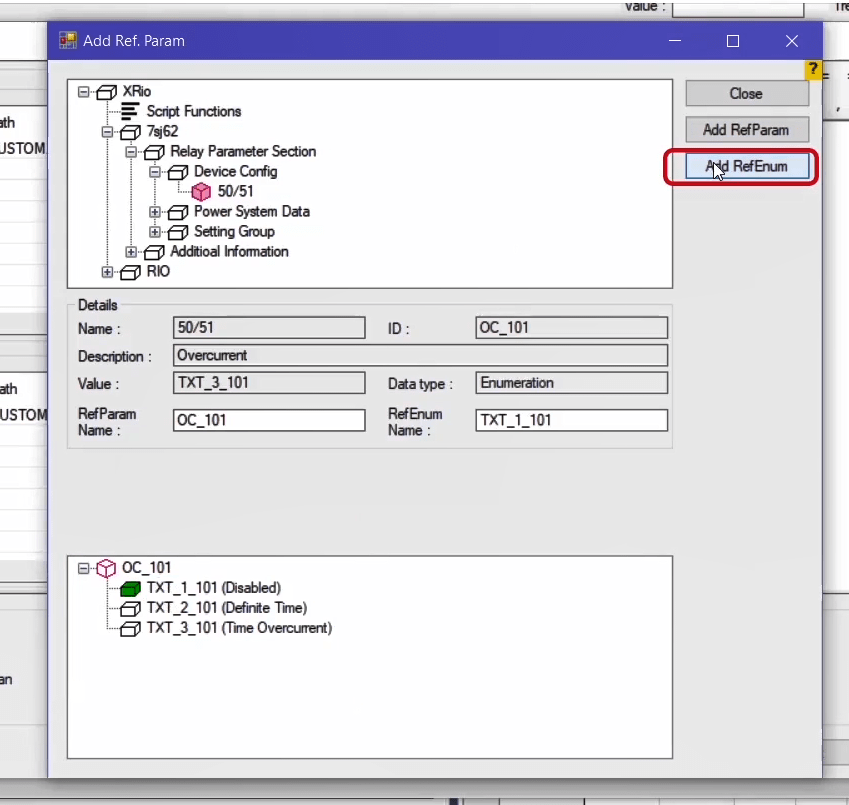 Value :
Tre
Add Ref. Param
?
XRio
Close
ath
Script Functions
Add RefParam
USTOM
7sj62
Relay Parameter Section
Add RefEnum
Device Config
50/51
Power System Data
Setting Group
Additioal Information
RIO
Details
Name :
50/51
ID :
OC_101
Description :
Overcurrent
Value :
TXT_3_101
Data type :
Enumeration
ath
USTOM
RefParam
Name :
OC_101
RefEnum
Name :
TXT_1_101
OC_101
TXT_1_101 (Disabled)
TXT_2_101 (Definite Time)
TXT_3_101 (Time Overcurrent)
an